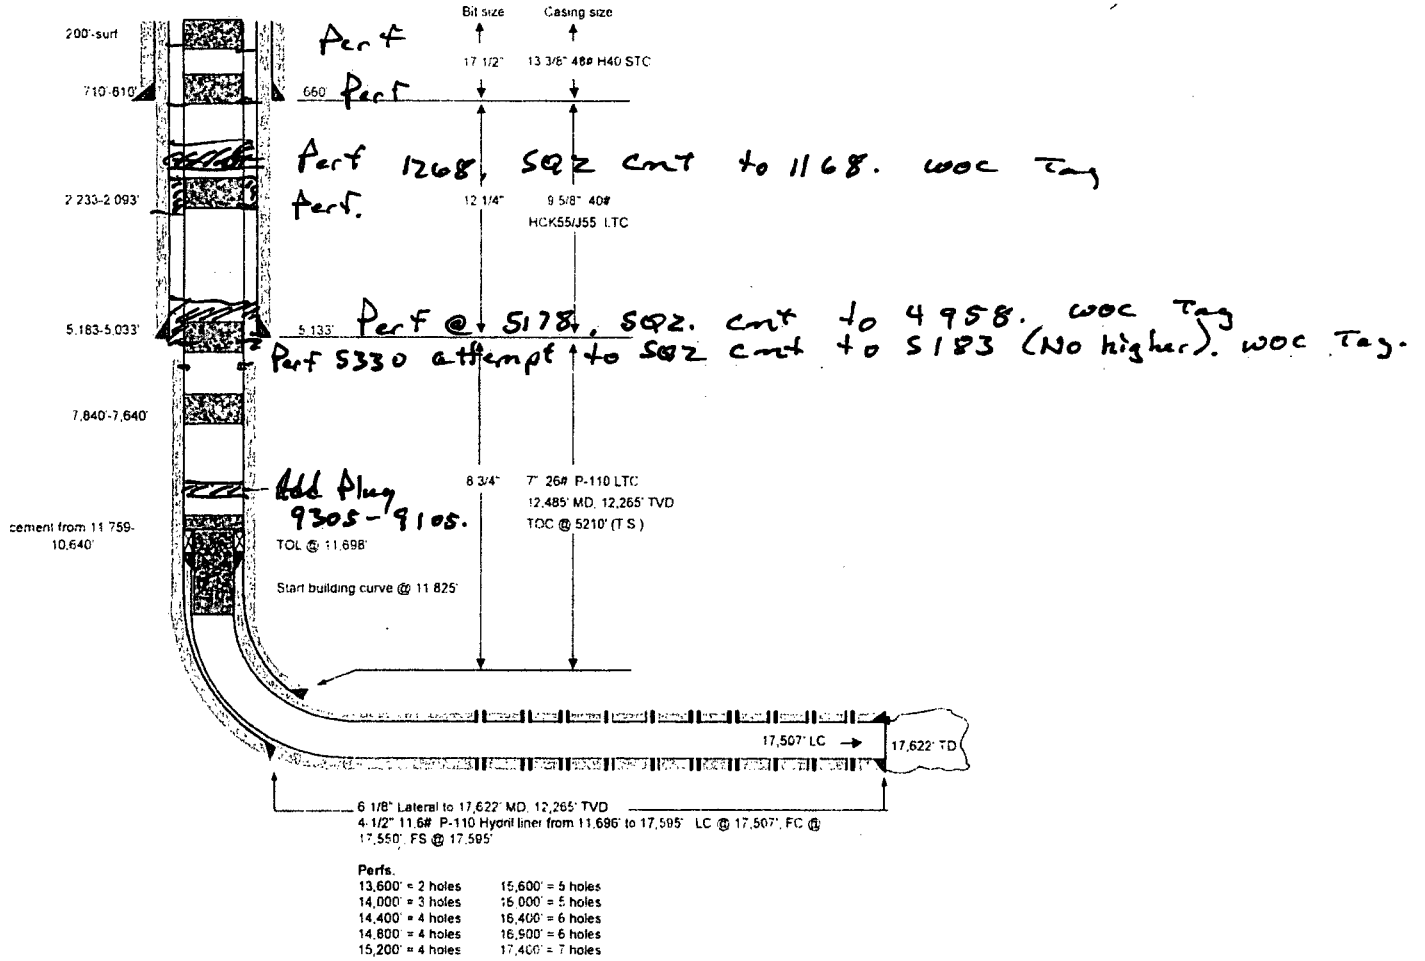 Bit size Casing size
200'-surf Perf
17 1/2" 13 3/8" 48# H40 STC
710'-610' 660' Perf
Perf 1268, SQZ cmt to 1168. WOC Tag
2 233-2 093' Perf. 12 1/4" 9 5/8" 40#
HCK55/J55 LTC
Perf @ 5178, SQZ. cmt to 4958. WOC Tag
5,183-5,033' 5,133'
Perf 5330 attempt to SQZ cmt to 5183 (No higher). WOC Tag.
7,840'-7,640'
8 3/4" 7" 26# P-110 LTC
Add Plug
12,485' MD, 12,265' TVD
9305-9105.
cement from 11 759-
TOC @ 5210' (T S)
10,640'
TOL @ 11,698'
Start building curve @ 11 825'
17,507' LC
17,622' TD
6 1/8" Lateral to 17,622' MD, 12,265' TVD
4-1/2" 11.6# P-110 Hydril liner from 11,696' to 17,595' LC @ 17,507', FC @
17,550', FS @ 17,595'
Perfs.
13,600' = 2 holes 15,600' = 5 holes
14,000' = 3 holes 16,000' = 5 holes
14,400' = 4 holes 16,400' = 6 holes
14,800' = 4 holes 16,900' = 6 holes
15,200' = 4 holes 17,400' = 7 holes